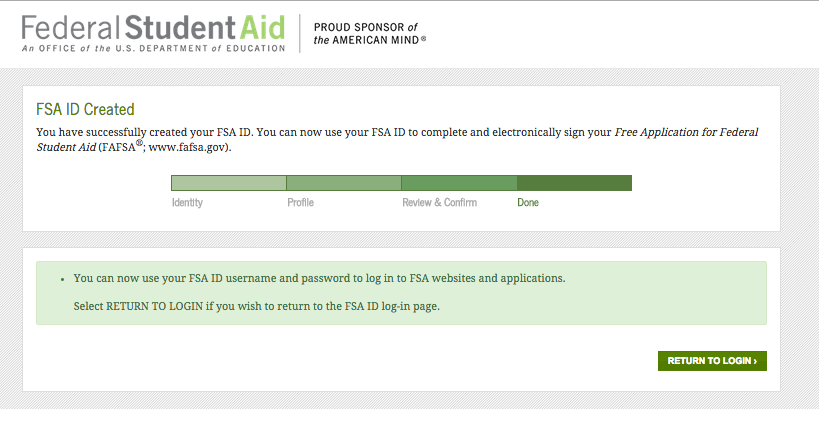 Federal Student Aid
An OFFICE of the U.S. DEPARTMENT of EDUCATION
PROUD SPONSOR of
the AMERICAN MIND®
FSA ID Created
You have successfully created your FSA ID. You can now use your FSA ID to complete and electronically sign your Free Application for Federal
Student Aid (FAFSA®; www.fafsa.gov).
Identity Profile Review & Confirm Done
• You can now use your FSA ID username and password to log in to FSA websites and applications.
Select RETURN TO LOGIN if you wish to return to the FSA ID log-in page.
RETURN TO LOGIN ›